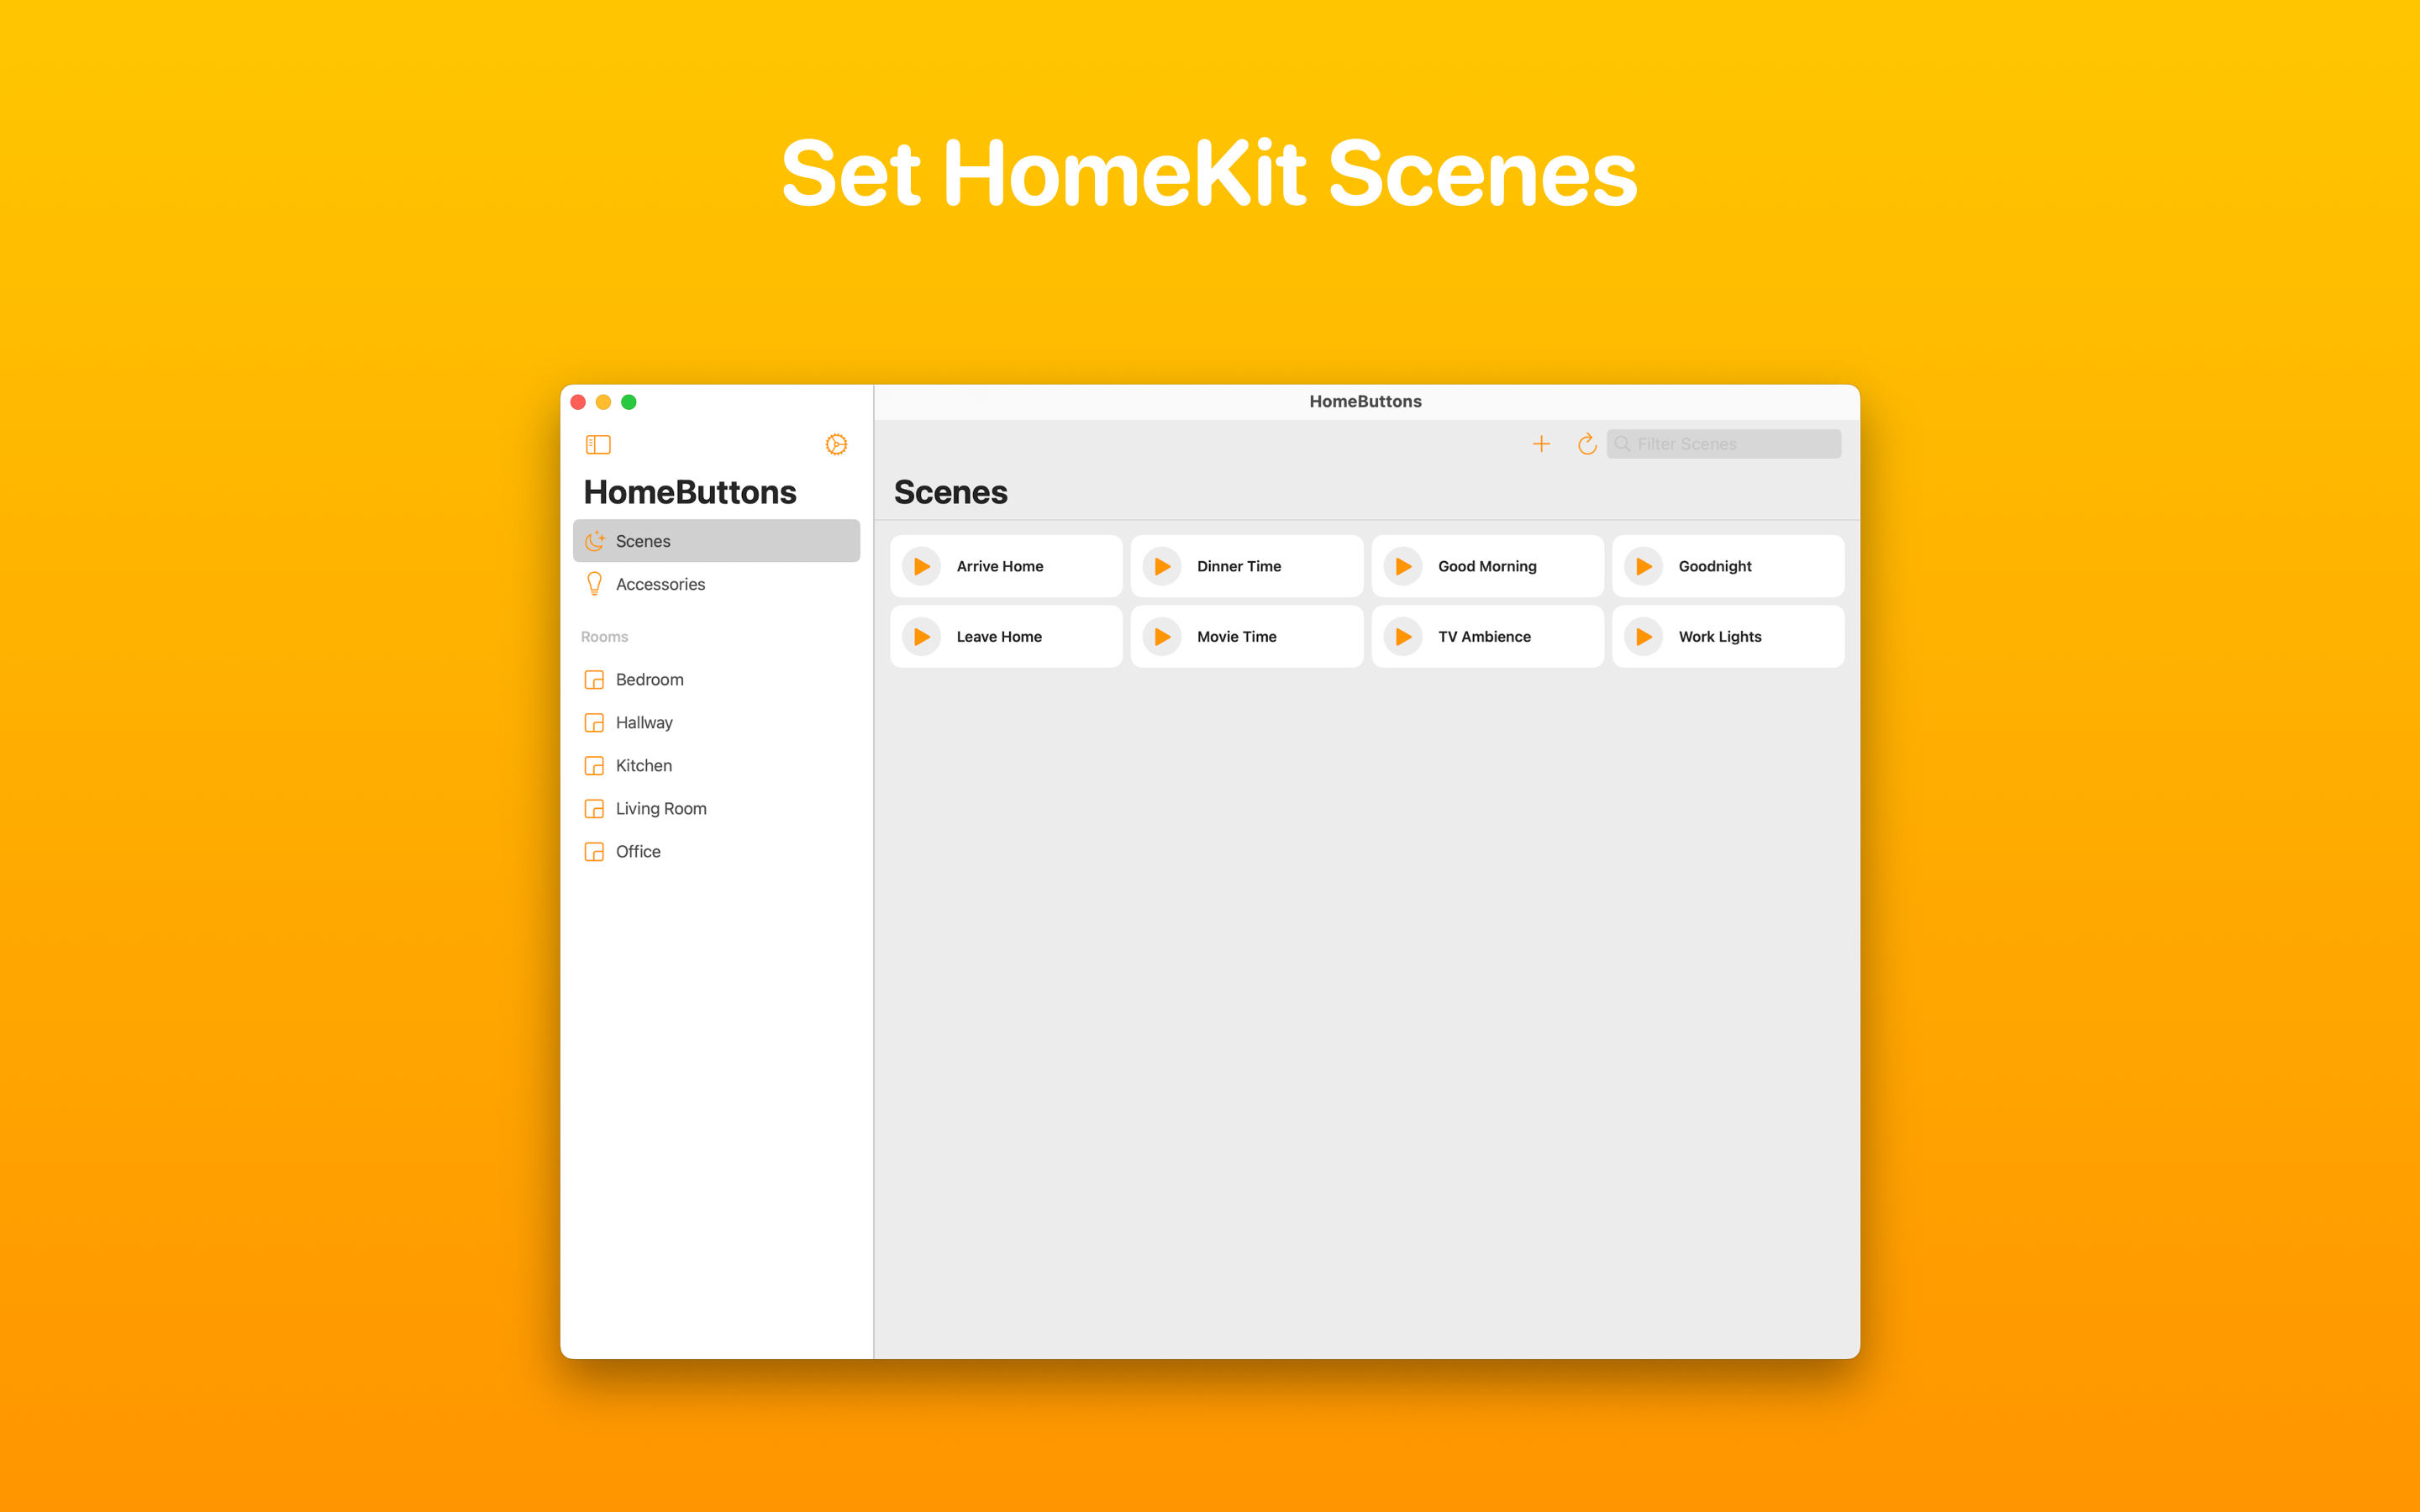 Set HomeKit Scenes
HomeButtons
Filter Scenes
HomeButtons
Scenes
Scenes
Accessories
Rooms
Bedroom
Hallway
Kitchen
Living Room
Office
Arrive Home
Dinner Time
Good Morning
Goodnight
Leave Home
Movie Time
TV Ambience
Work Lights